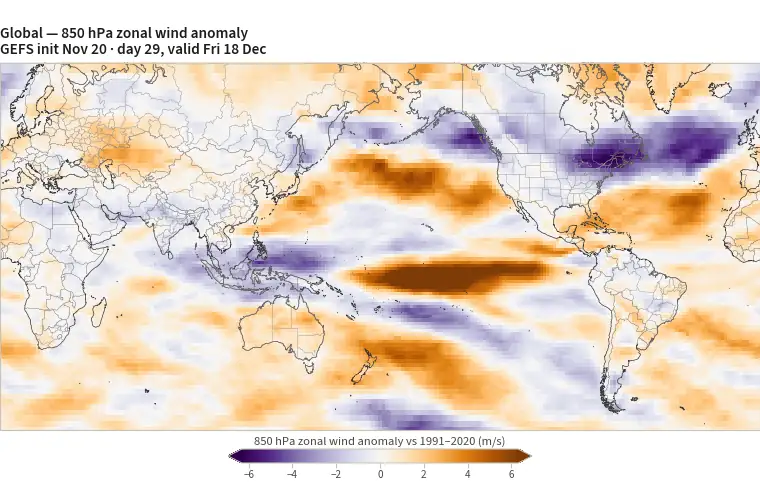 Global — 850 hPa zonal wind anomaly
GEFS init Nov 20 · day 29, valid Fri 18 Dec
850 hPa zonal wind anomaly vs 1991–2020 (m/s)
−6 −4 −2 0 2 4 6